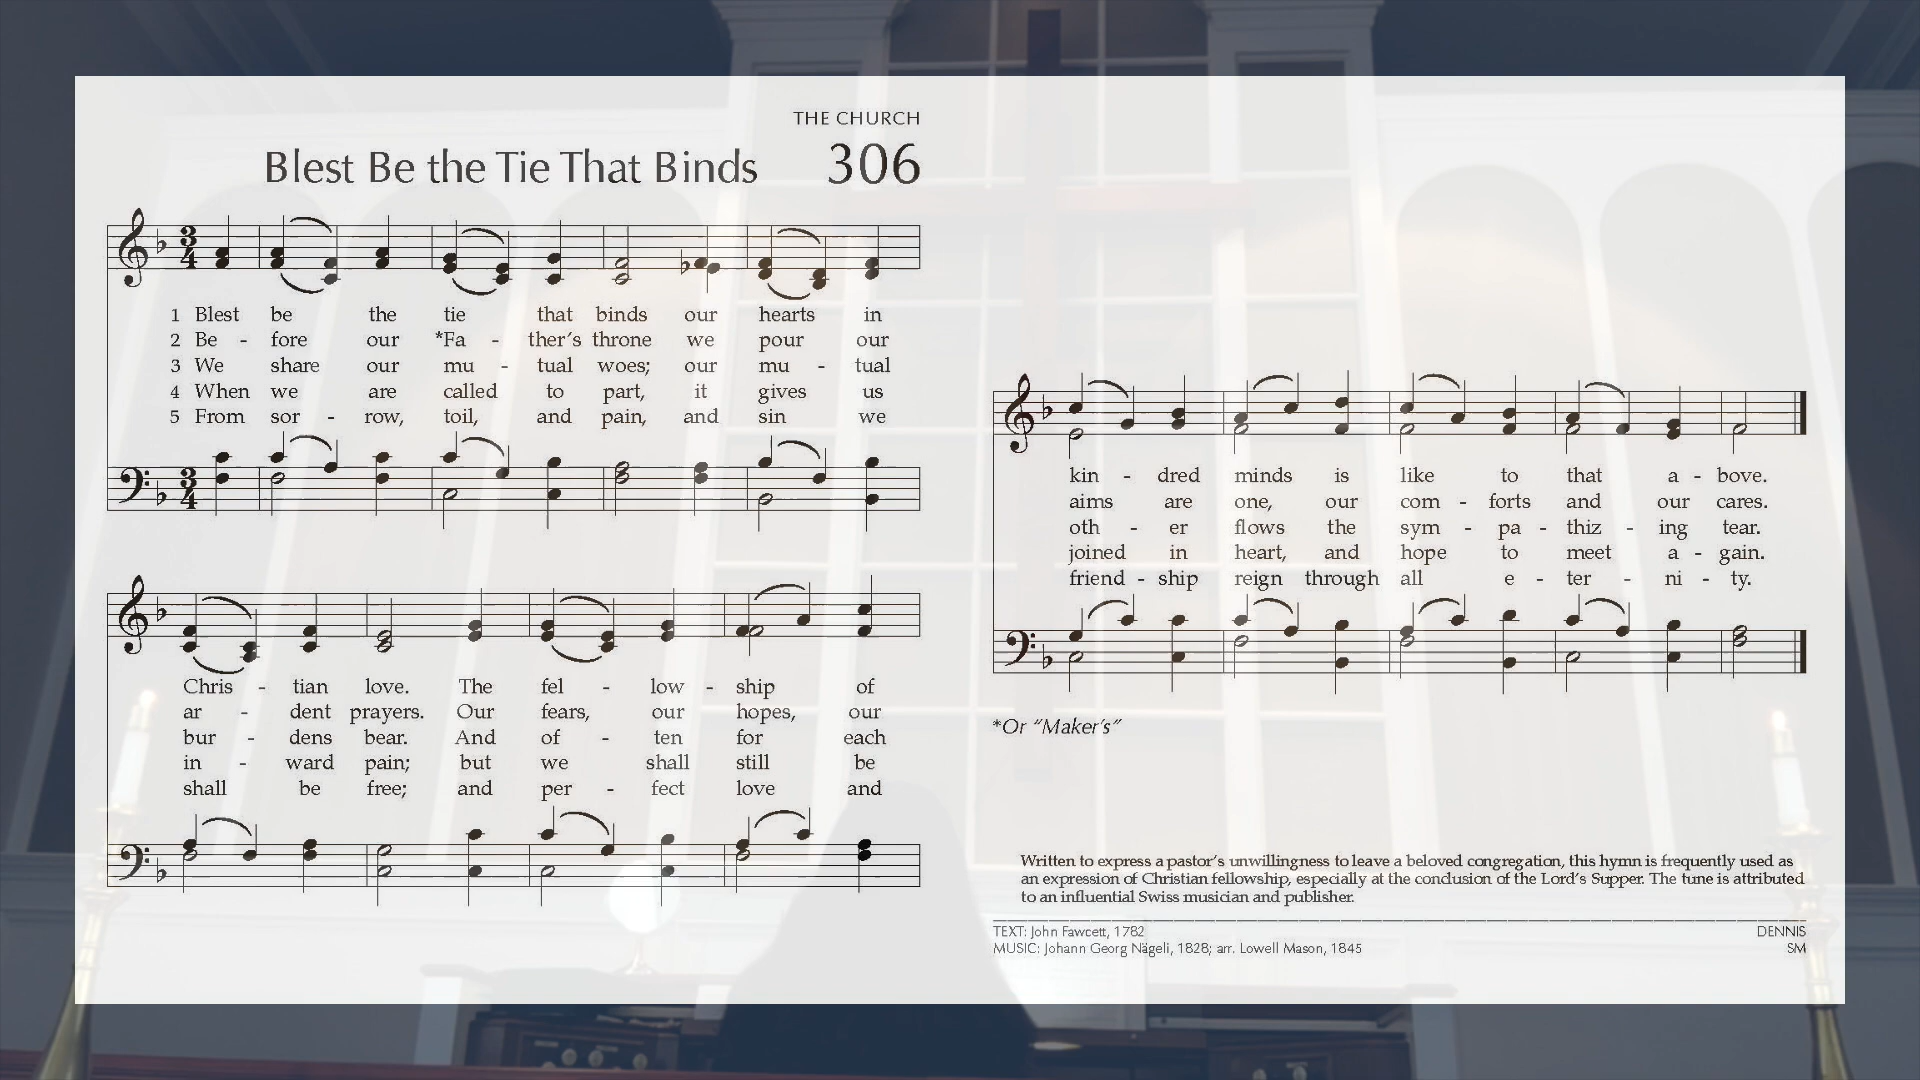 THE CHURCH
Blest Be the Tie That Binds 306
1 Blest be the tie that binds our hearts in
2 Be - fore our *Fa - ther's throne we pour our
3 We share our mu - tual woes; our mu - tual
4 When we are called to part, it gives us
5 From sor - row, toil, and pain, and sin we
Chris - tian love. The fel - low - ship of
ar - dent prayers. Our fears, our hopes, our
bur - dens bear. And of - ten for each
in - ward pain; but we shall still be
shall be free; and per - fect love and
kin - dred minds is like to that a - bove.
aims are one, our com - forts and our cares.
oth - er flows the sym - pa - thiz - ing tear.
joined in heart, and hope to meet a - gain.
friend - ship reign through all e - ter - ni - ty.
*Or "Maker's"
Written to express a pastor's unwillingness to leave a beloved congregation, this hymn is frequently used as
an expression of Christian fellowship, especially at the conclusion of the Lord's Supper. The tune is attributed
to an influential Swiss musician and publisher.
TEXT: John Fawcett, 1782 DENNIS
MUSIC: Johann Georg Nägeli, 1828; arr. Lowell Mason, 1845 SM